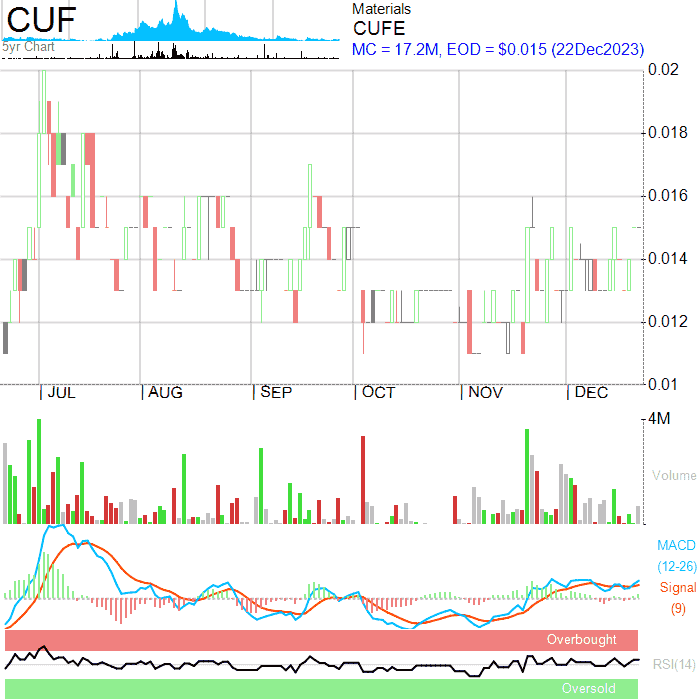 CUF
5yr Chart
Materials
CUFE
MC = 17.2M, EOD = $0.015 (22Dec2023)
0.02
0.018
0.016
0.014
0.012
0.01
JUL AUG SEP OCT NOV DEC
4M
Volume
MACD
(12-26)
Signal
(9)
Overbought
RSI(14)
Oversold